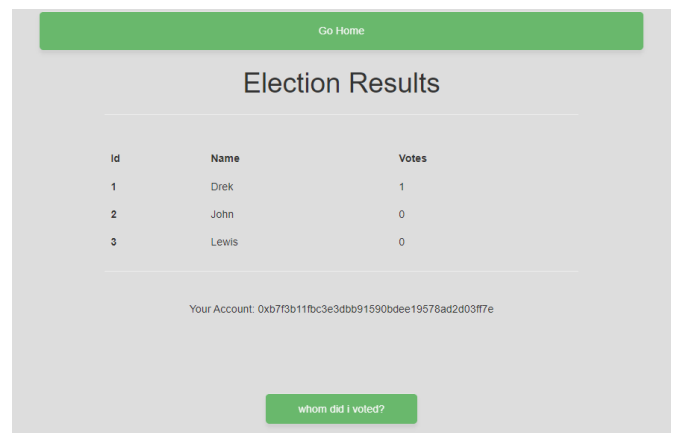 Go Home
Election Results
Id Name Votes
1 Drek 1
2 John 0
3 Lewis 0
Your Account: 0xb7f3b11fbc3e3dbb91590bdee19578ad2d03ff7e
whom did i voted?